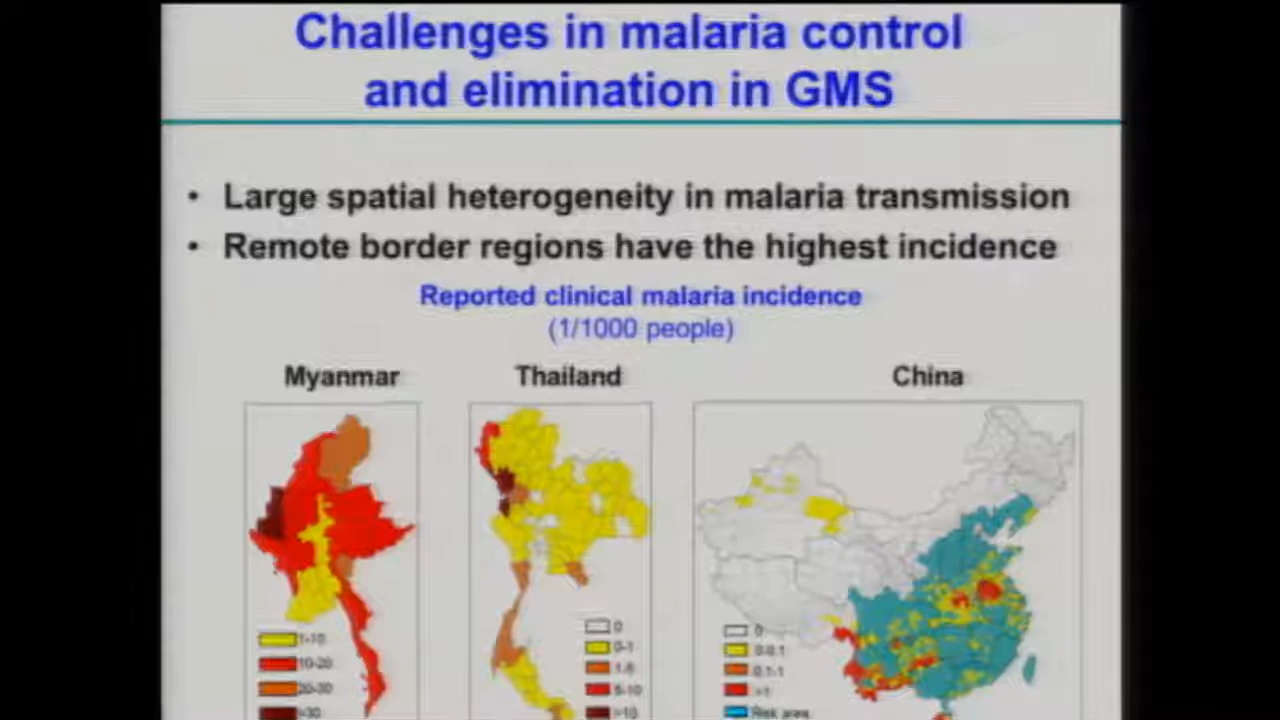 Challenges in malaria control
and elimination in GMS
• Large spatial heterogeneity in malaria transmission
• Remote border regions have the highest incidence
Reported clinical malaria incidence
(1/1000 people)
Myanmar Thailand China
1-10
10-20
20-30
>30
0
0-1
1-5
5-10
>10
0
0-0.1
0.1-1
>1
Risk area